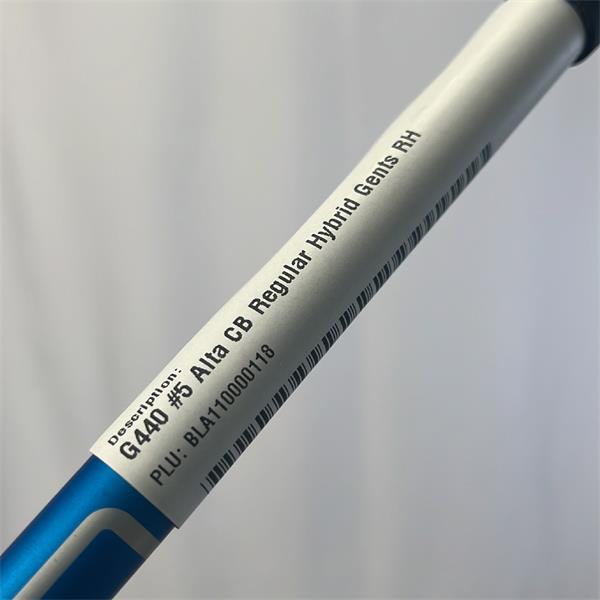 Description:
G440 #5 Alta CB Regular Hybrid Gents RH
PLU: BLA110000118